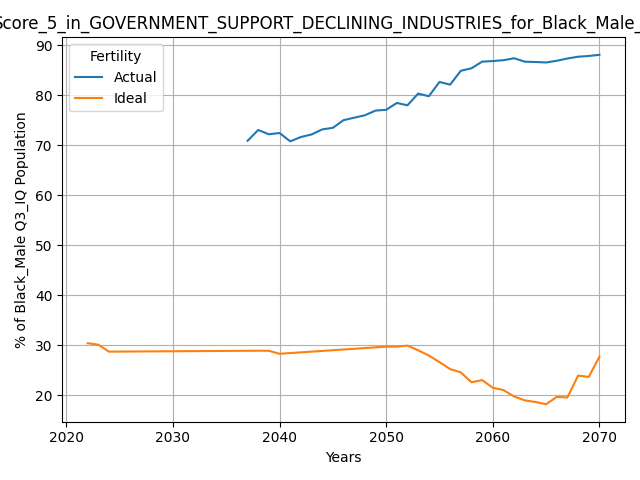 Score_5_in_GOVERNMENT_SUPPORT_DECLINING_INDUSTRIES_for_Black_Male_
Fertility
Actual
Ideal
% of Black_Male Q3_IQ Population
90
80
70
60
50
40
30
20
2020 2030 2040 2050 2060 2070
Years